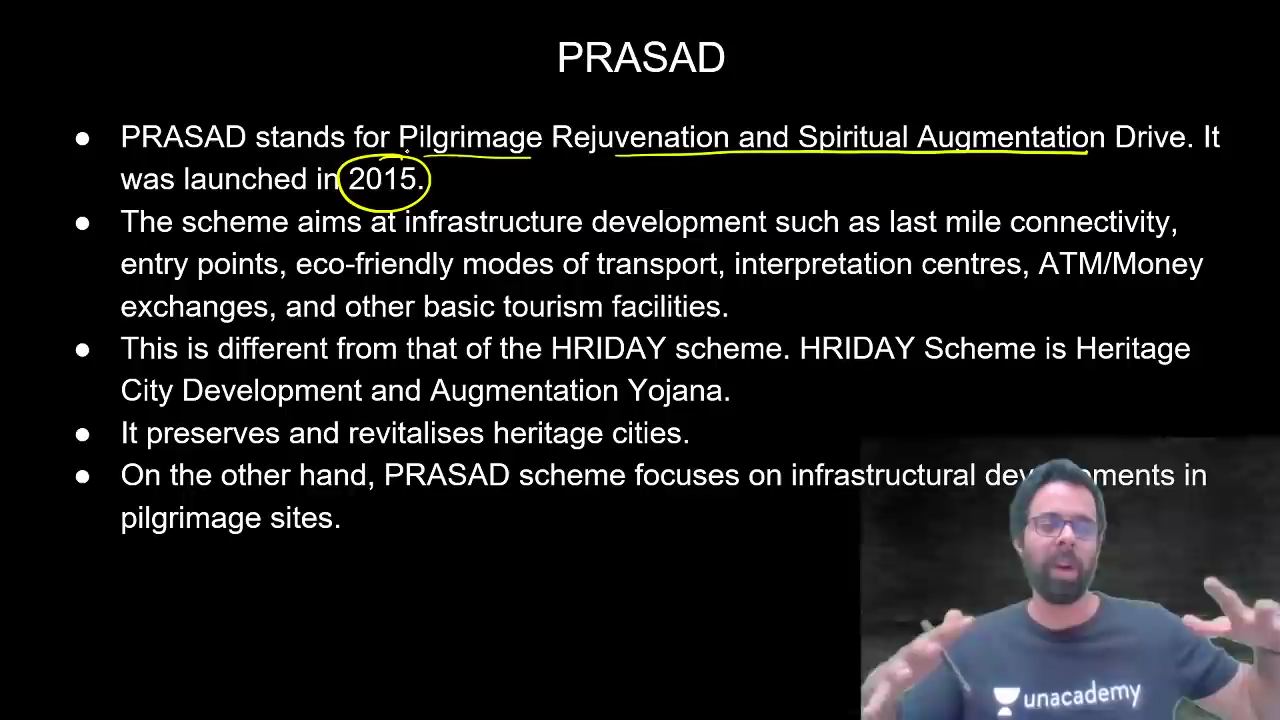 PRASAD
● PRASAD stands for Pilgrimage Rejuvenation and Spiritual Augmentation Drive. It
was launched in 2015.
● The scheme aims at infrastructure development such as last mile connectivity,
entry points, eco-friendly modes of transport, interpretation centres, ATM/Money
exchanges, and other basic tourism facilities.
● This is different from that of the HRIDAY scheme. HRIDAY Scheme is Heritage
City Development and Augmentation Yojana.
● It preserves and revitalises heritage cities.
● On the other hand, PRASAD scheme focuses on infrastructural in
pilgrimage sites.
unacademy